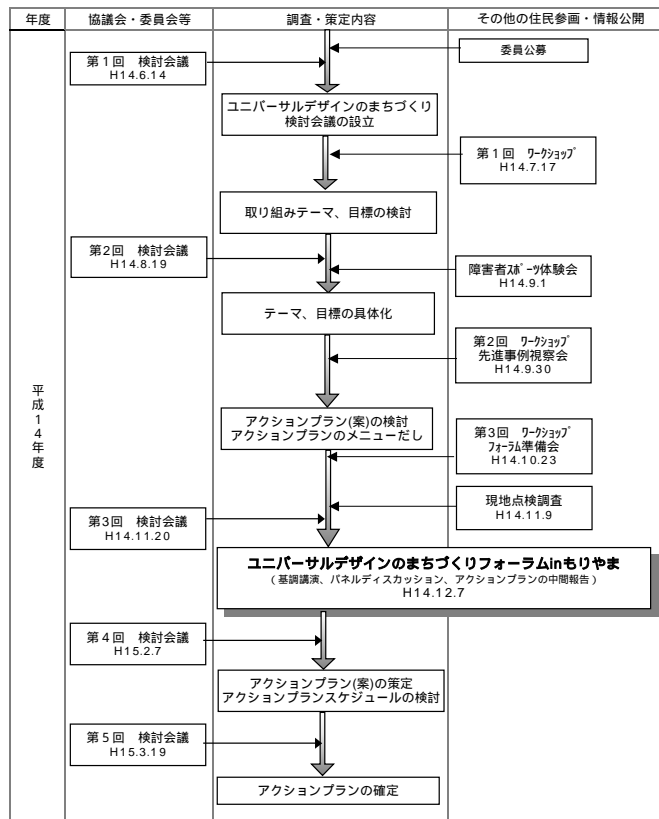 年度
協議会・委員会等
調査・策定内容
その他の住民参画・情報公開
委員公募
第１回　検討会議
H14.6.14
ユニバーサルデザインのまちづくり
検討会議の設立
第１回　ﾜｰｸｼｮｯﾌﾟ
H14.7.17
取り組みテーマ、目標の検討
第2回　検討会議
H14.8.19
障害者ｽﾎﾟｰﾂ体験会
H14.9.1
テーマ、目標の具体化
第２回　ﾜｰｸｼｮｯﾌﾟ
先進事例視察会
H14.9.30
平成１４年度
アクションプラン(案)の検討
アクションプランのメニューだし
第３回　ﾜｰｸｼｮｯﾌﾟ
ﾌｫｰﾗﾑ準備会
H14.10.23
現地点検調査
H14.11.9
第3回　検討会議
H14.11.20
ユニバーサルデザインのまちづくりフォーラムinもりやま
（基調講演、パネルディスカッション、アクションプランの中間報告）
H14.12.7
第４回　検討会議
H15.2.7
アクションプラン(案)の策定
アクションプランスケジュールの検討
第５回　検討会議
H15.3.19
アクションプランの確定